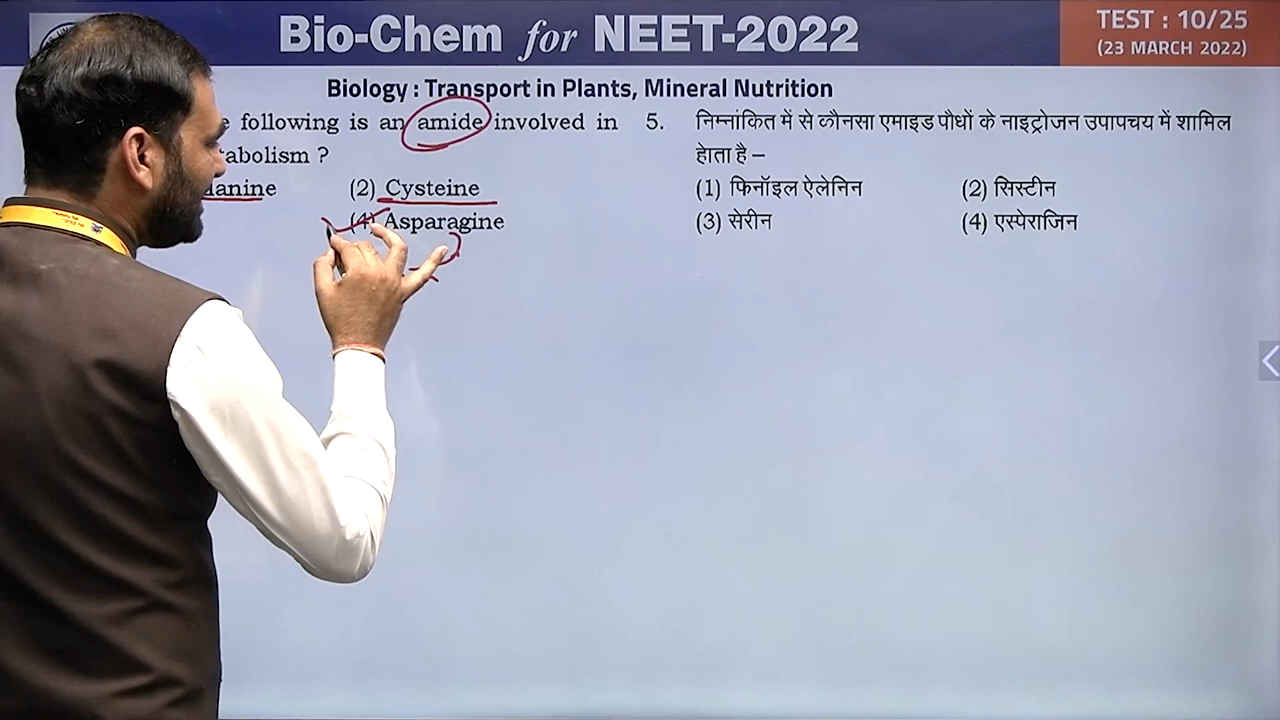 Bio-Chem for NEET-2022
TEST : 10/25
(23 MARCH 2022)
Biology : Transport in Plants, Mineral Nutrition
following is an amide involved in
5. निम्नांकित में से कौनसा एमाइड पौधों के नाइट्रोजन उपापचय में शामिल
हेाता है –
(2) Cysteine
(4) Asparagine
(1) फिनॉइल ऐलेनिन (2) सिस्टीन
(3) सेरीन (4) एस्पेराजिन